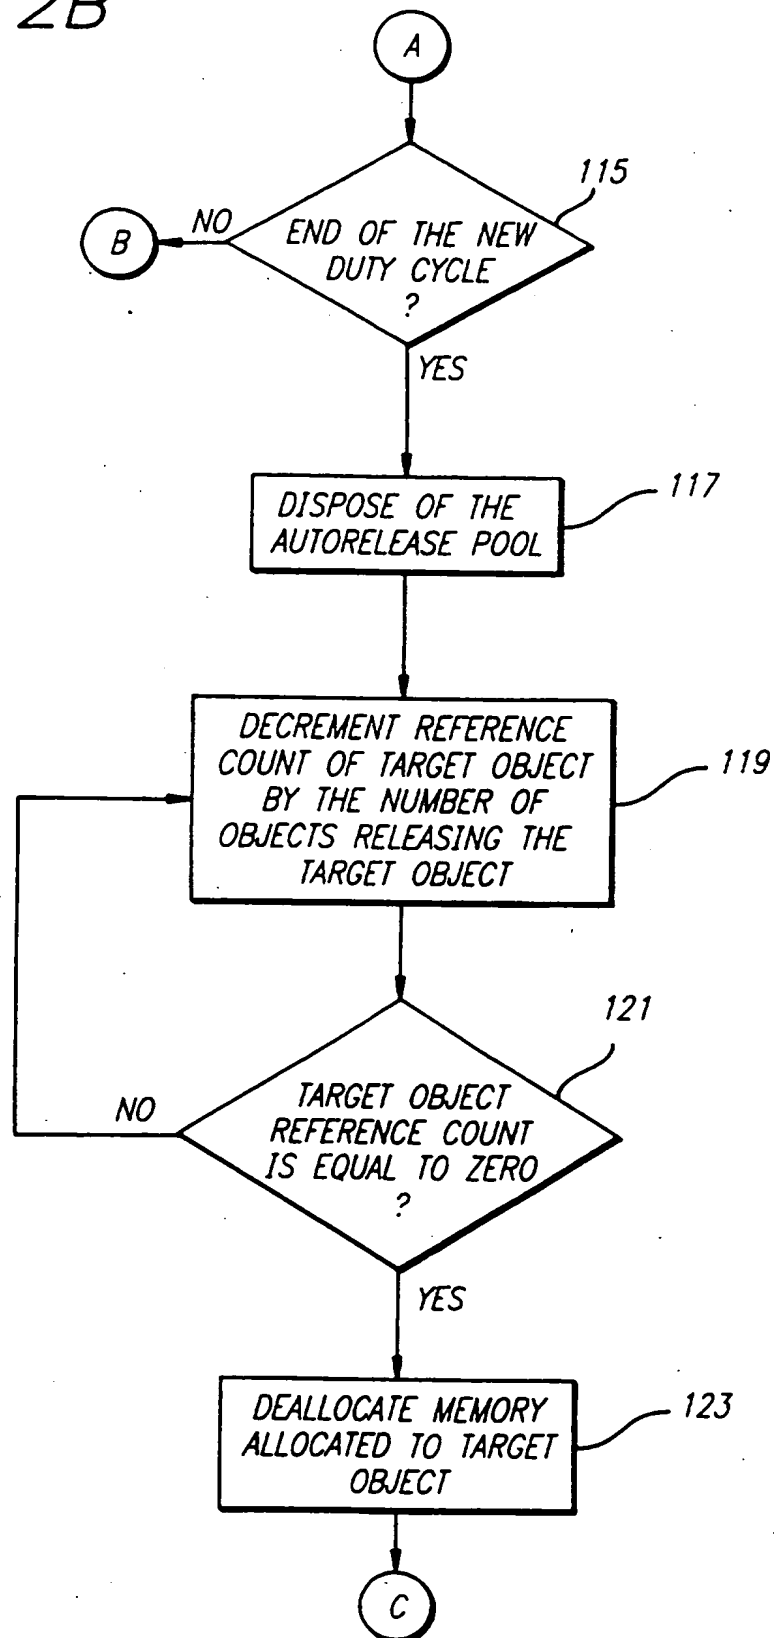 2B
A
115
NO
B
END OF THE NEW
DUTY CYCLE
?
YES
117
DISPOSE OF THE
AUTORELEASE POOL
DECREMENT REFERENCE
COUNT OF TARGET OBJECT
BY THE NUMBER OF
OBJECTS RELEASING THE
TARGET OBJECT
119
121
NO
TARGET OBJECT
REFERENCE COUNT
IS EQUAL TO ZERO
?
YES
DEALLOCATE MEMORY
ALLOCATED TO TARGET
OBJECT
123
C